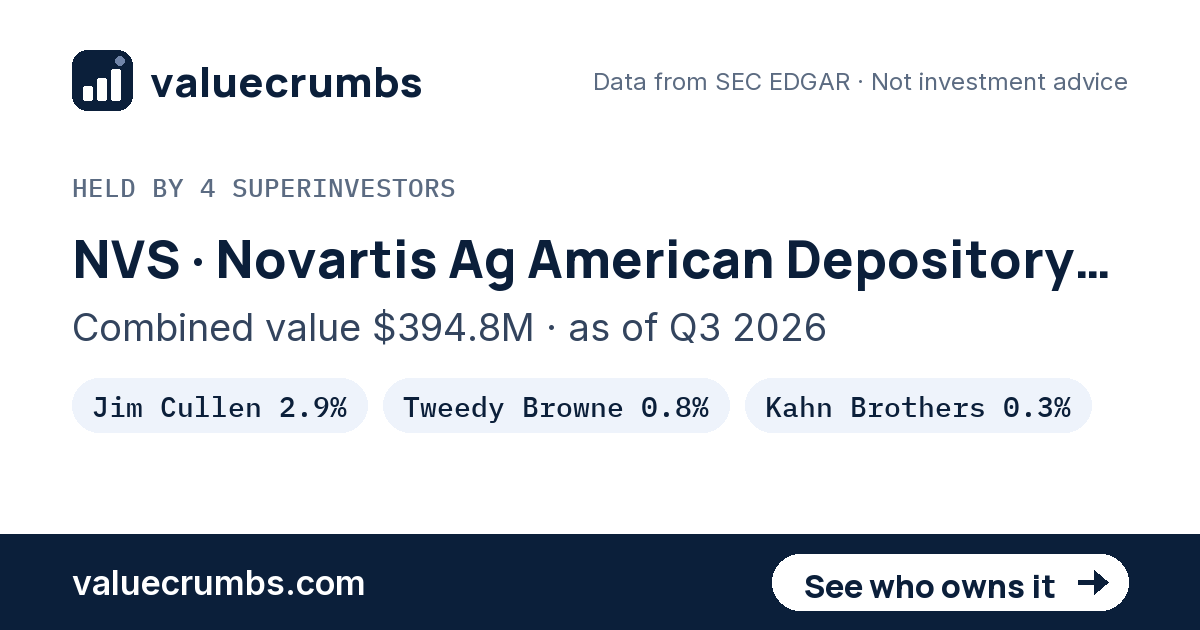 valuecrumbs
Data from SEC EDGAR · Not investment advice
HELD BY 4 SUPERINVESTORS
NVS · Novartis Ag American Depository…
Combined value $394.8M · as of Q3 2026
Jim Cullen 2.9%
Tweedy Browne 0.8%
Kahn Brothers 0.3%
valuecrumbs.com
See who owns it →